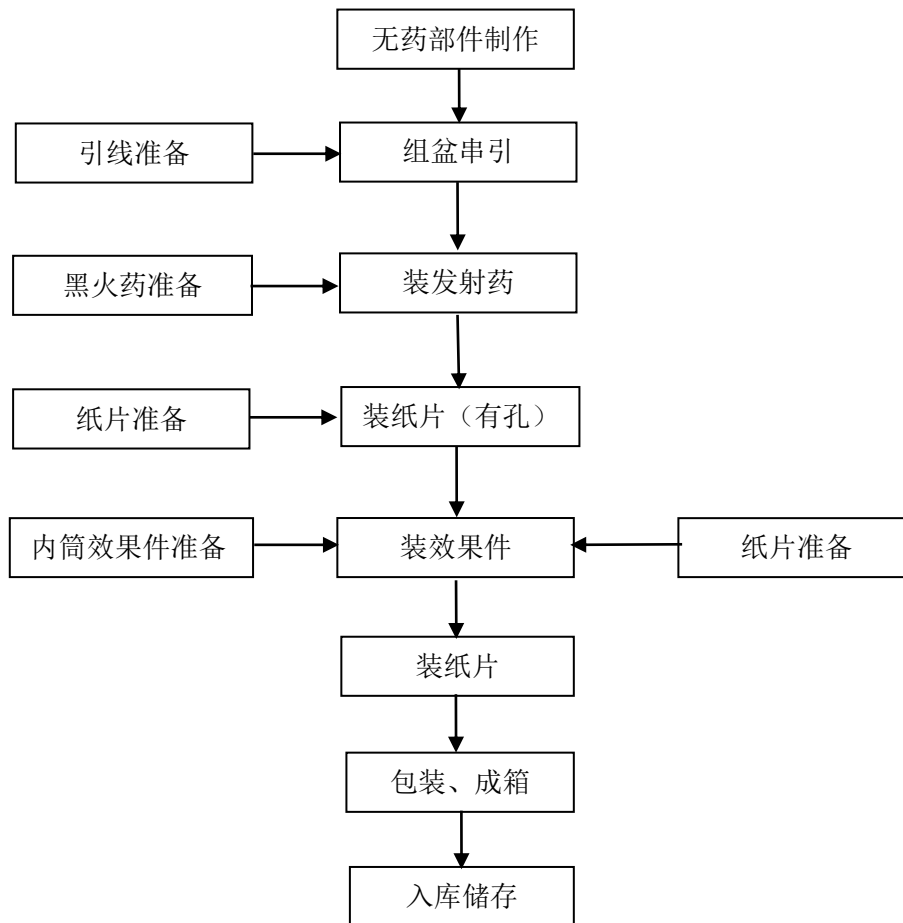 无药部件制作
引线准备
组盆串引
黑火药准备
装发射药
纸片准备
装纸片（有孔）
内筒效果件准备
装效果件
纸片准备
装纸片
包装、成箱
入库储存